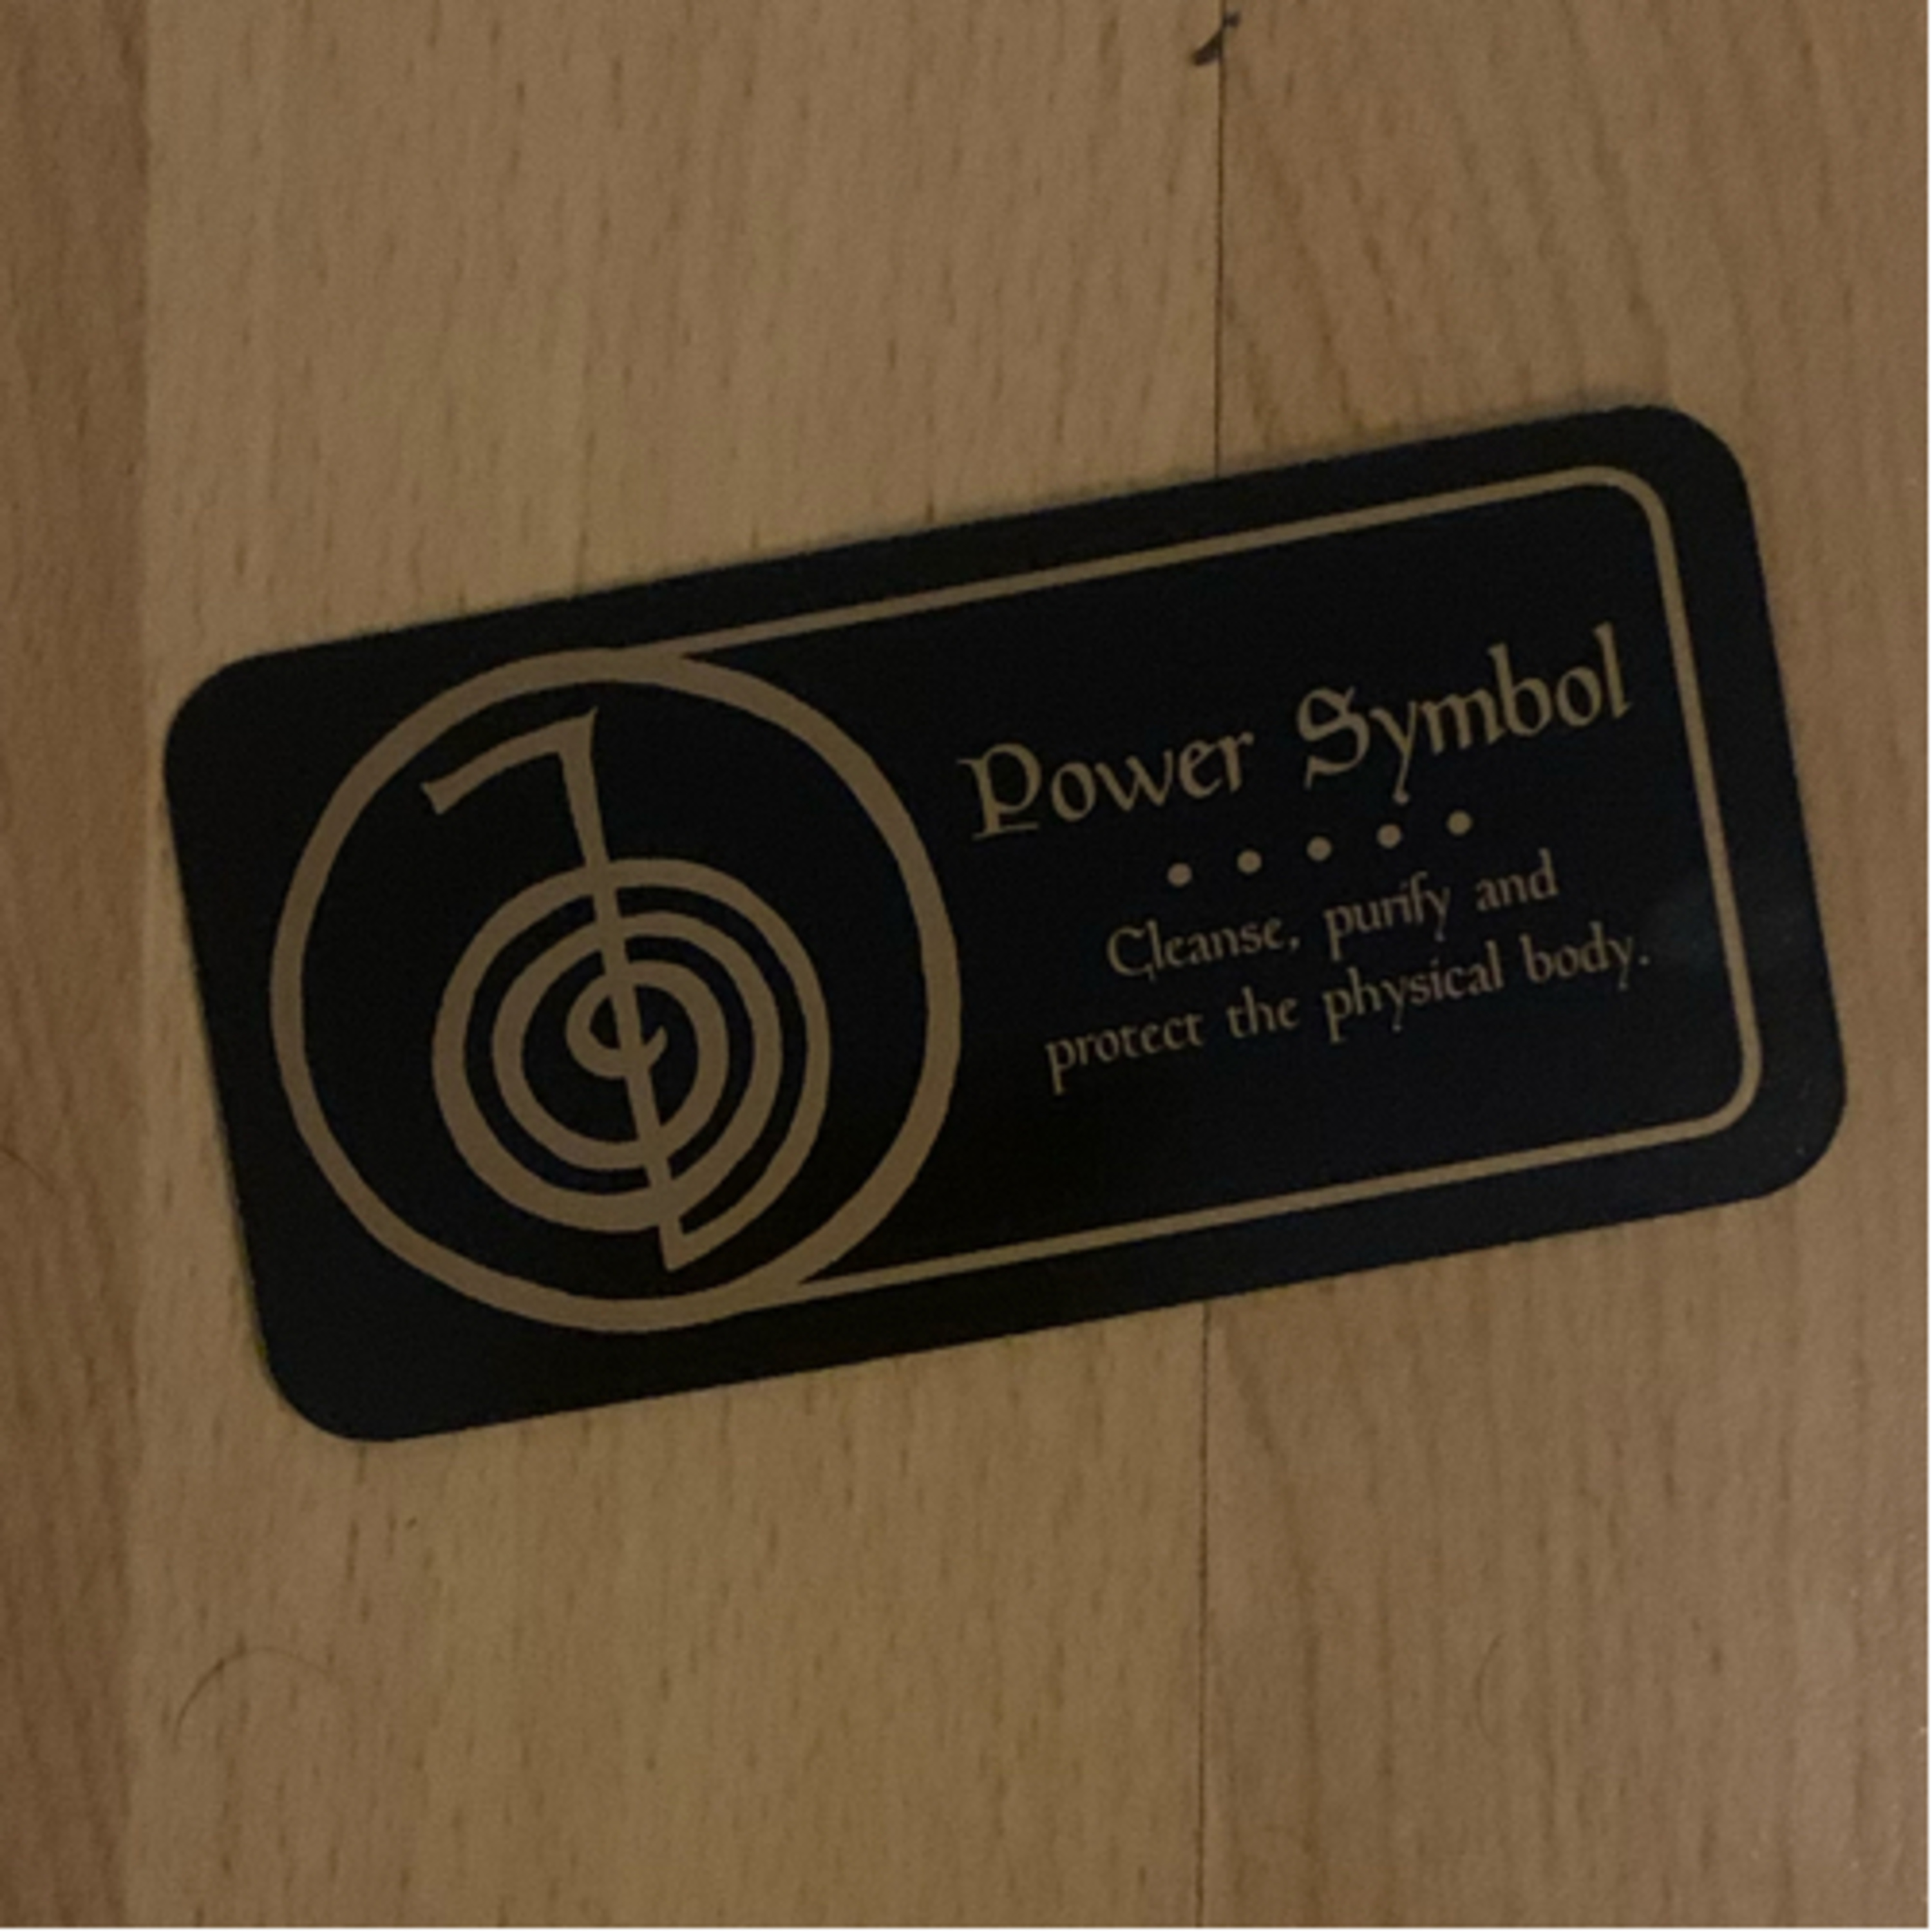 Power Symbol
Cleanse, purify and
protect the physical body.